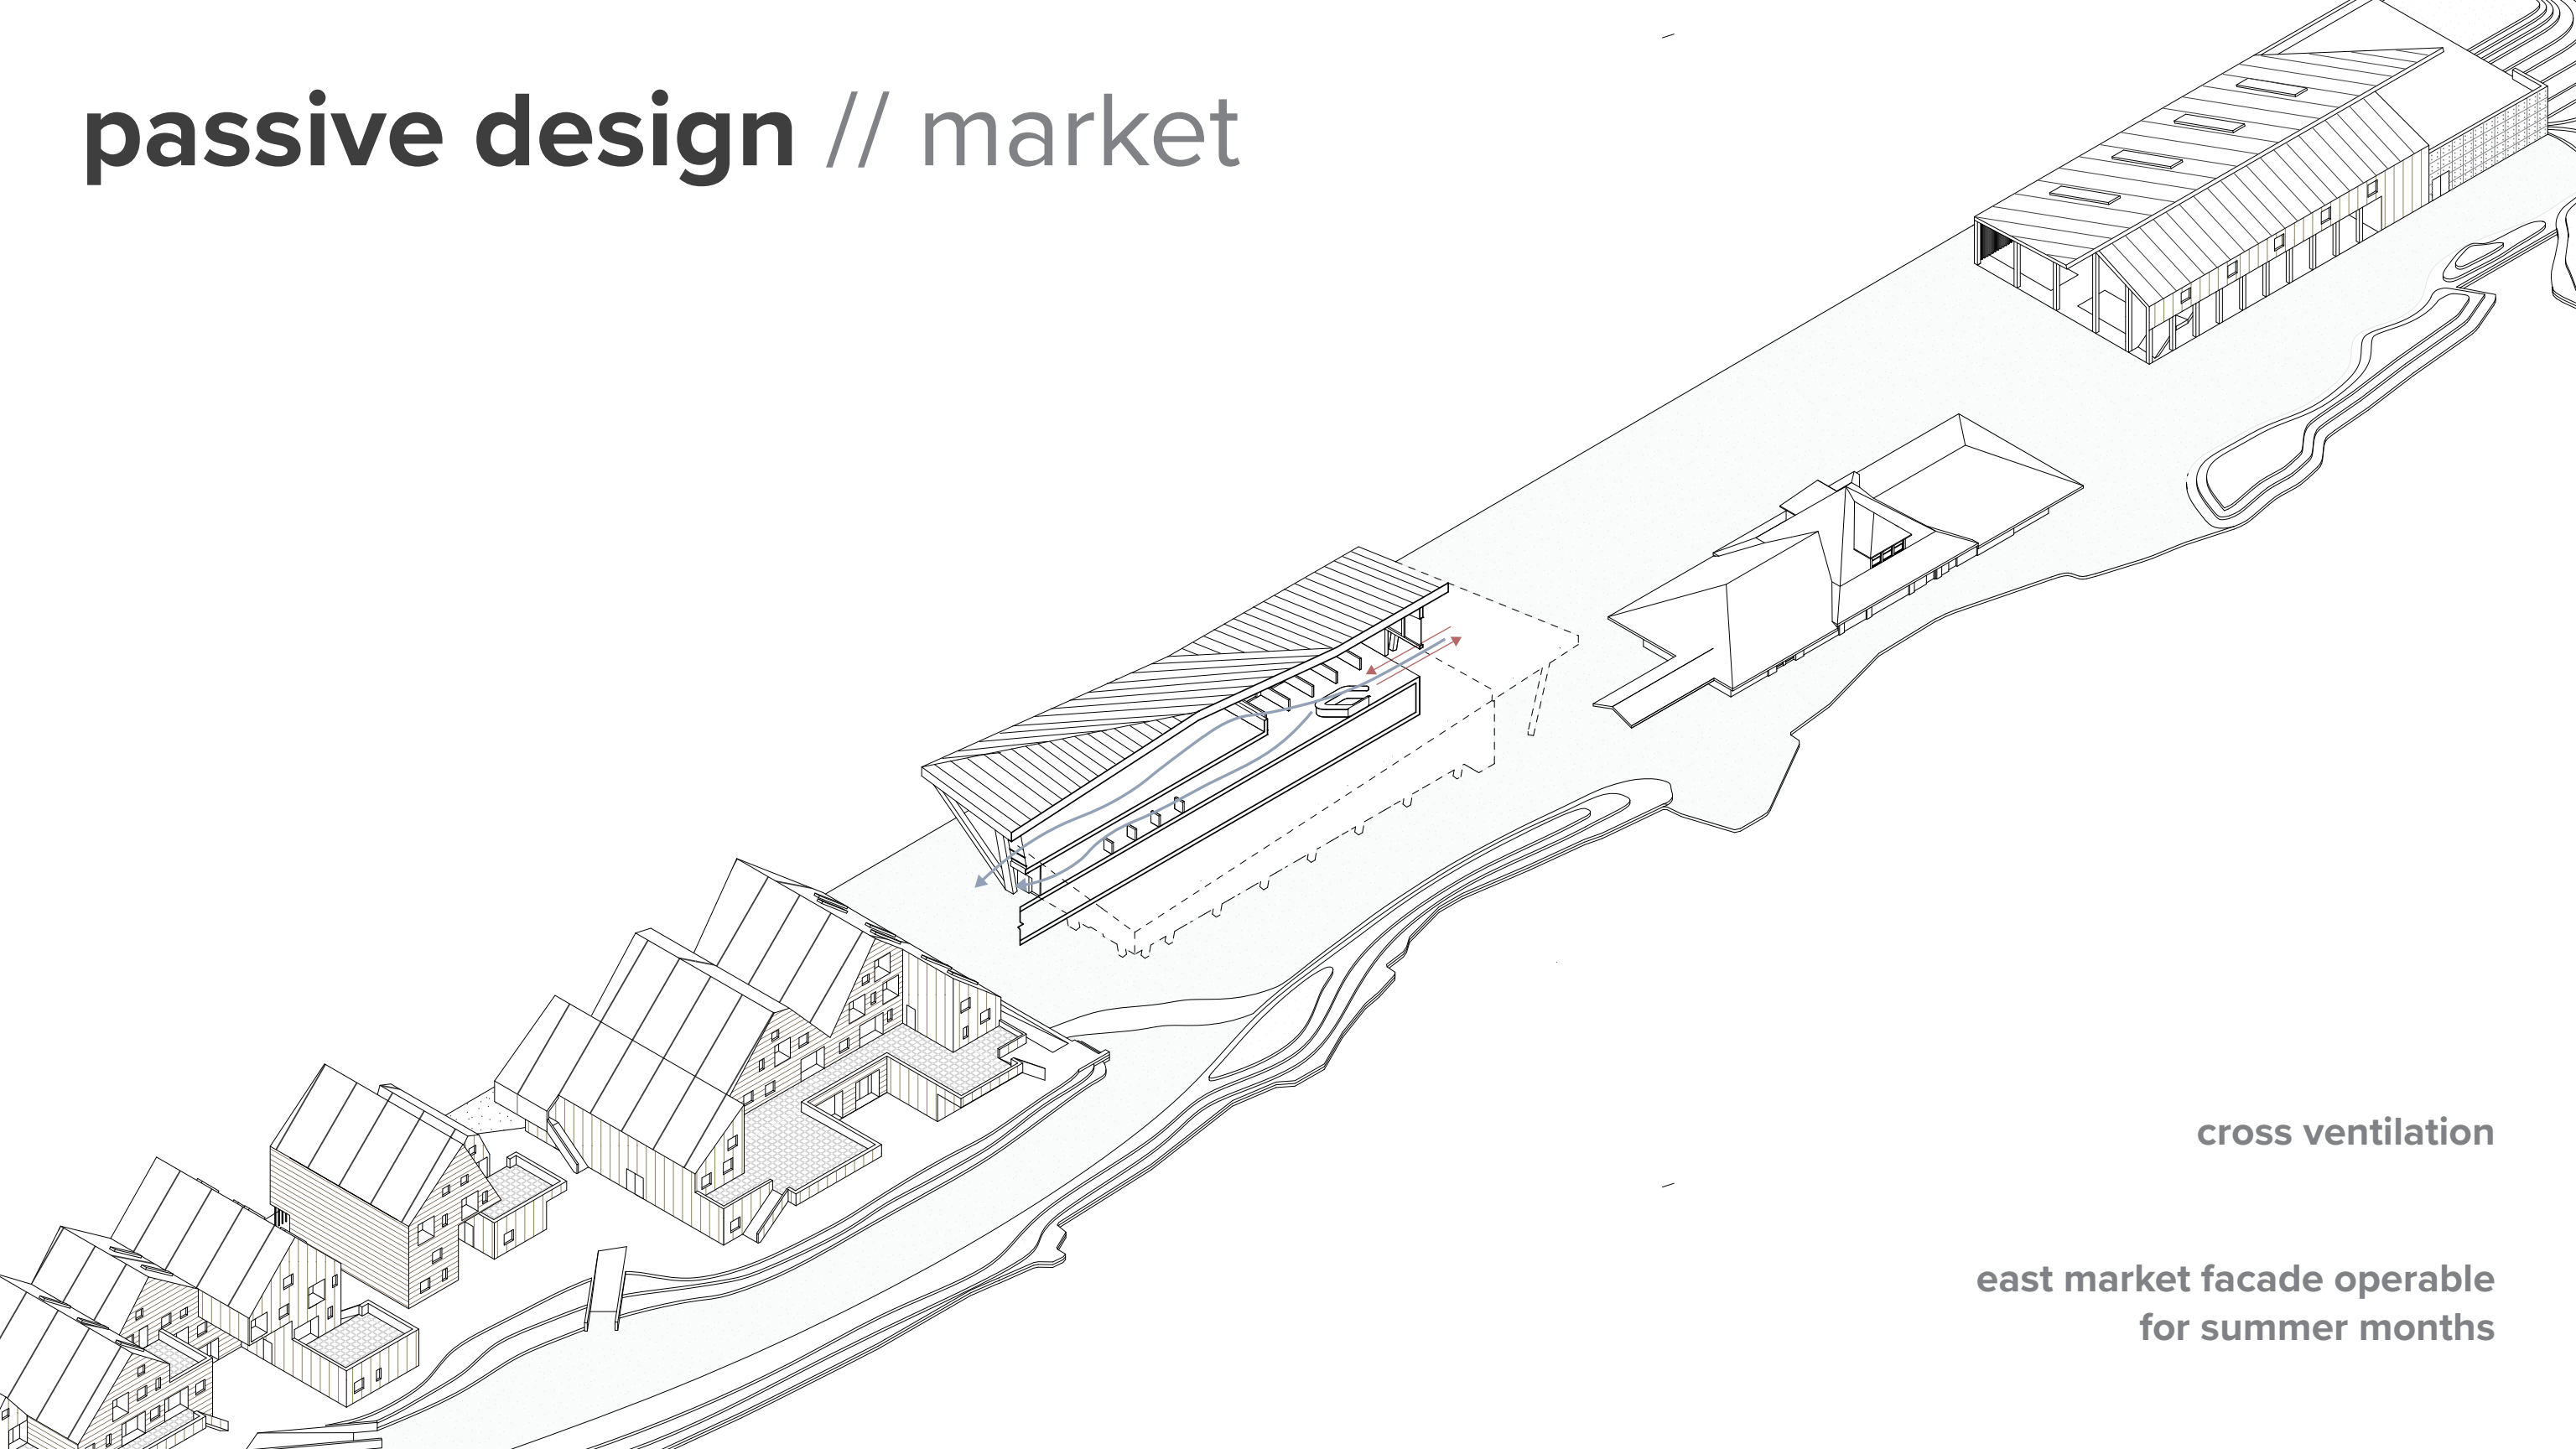 passive design // market
cross ventilation
east market facade operable
for summer months